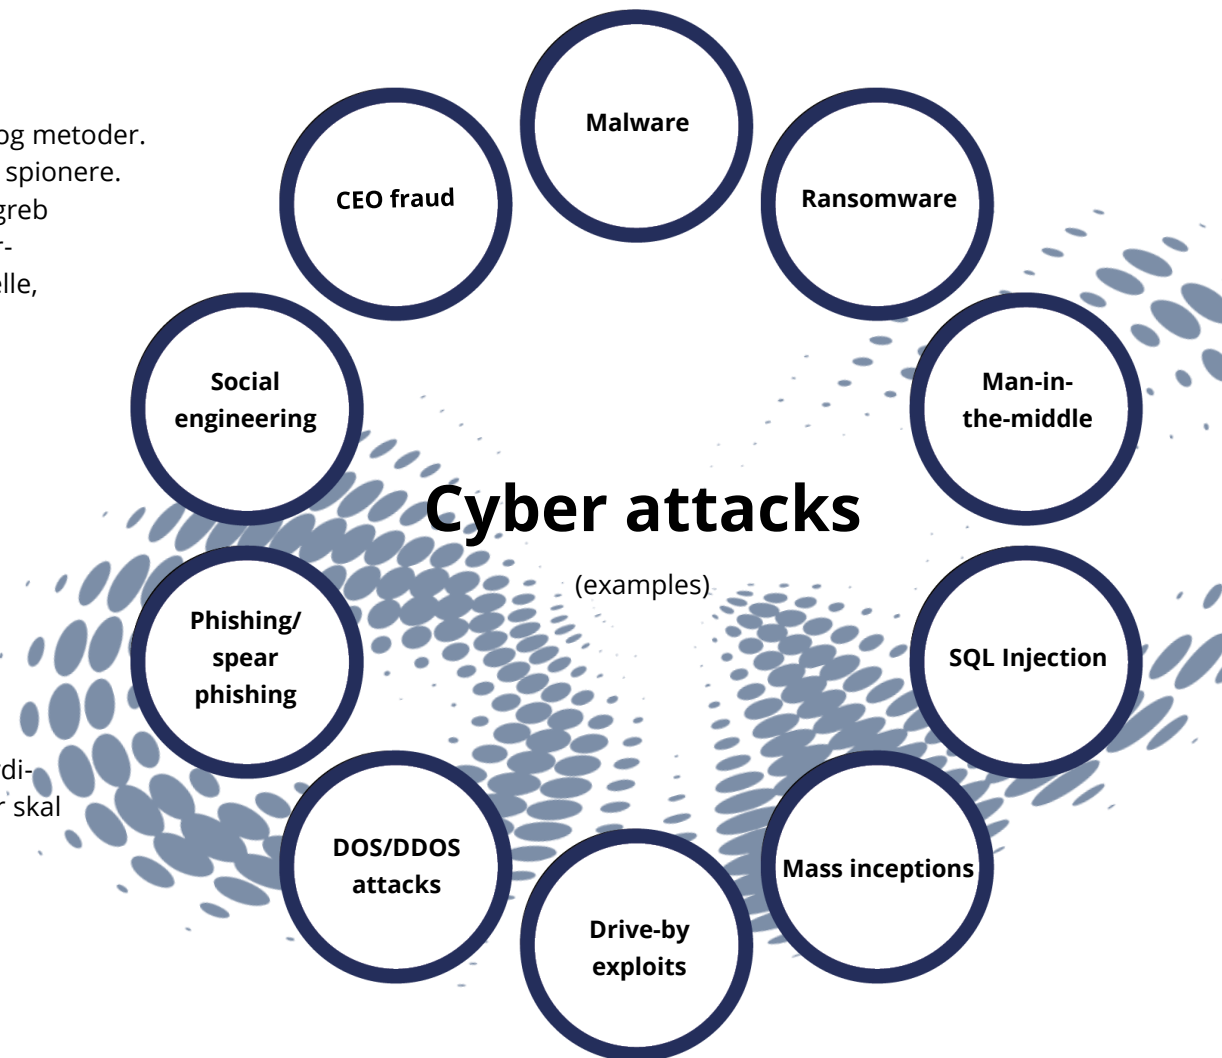 og metoder.
spionere.
greb
r-
elle,
di-
r skal
Malware
CEO fraud
Ransomware
Social
engineering
Man-in-
the-middle
Cyber attacks
(examples)
Phishing/
spear
phishing
SQL Injection
DOS/DDOS
attacks
Mass inceptions
Drive-by
exploits